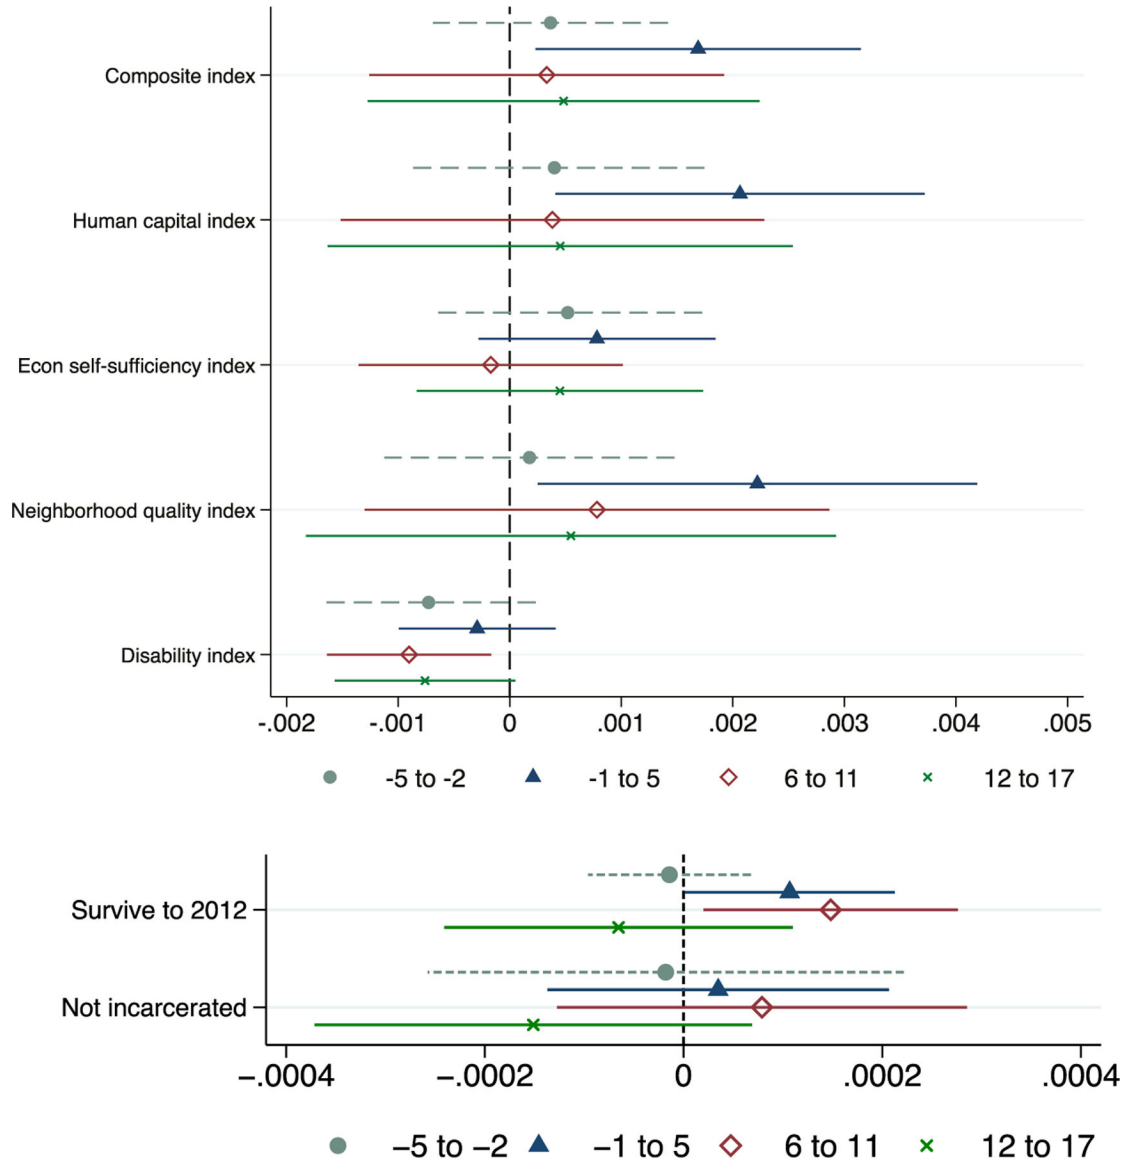 Composite index
Human capital index
Econ self-sufficiency index
Neighborhood quality index
Disability index
-.002 -.001 0 .001 .002 .003 .004 .005
-5 to -2 -1 to 5 6 to 11 12 to 17
Survive to 2012
Not incarcerated
−.0004 −.0002 0 .0002 .0004
−5 to −2 −1 to 5 6 to 11 12 to 17